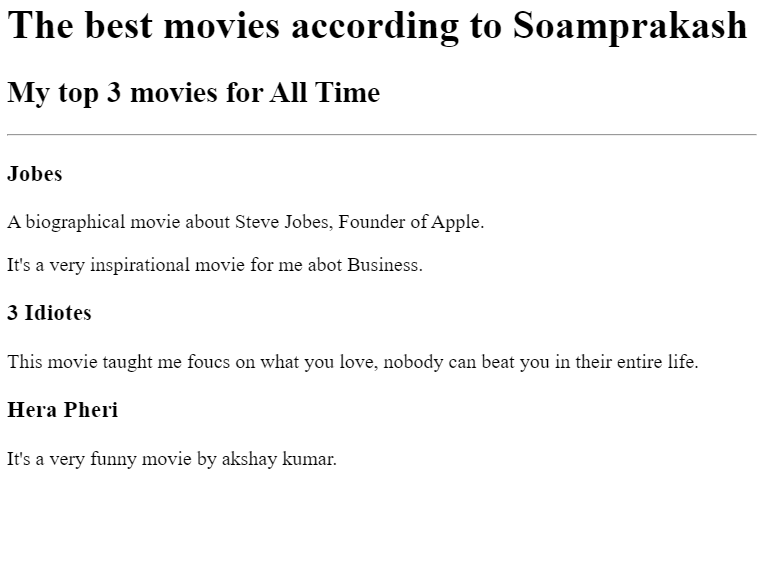 The best movies according to Soamprakash
My top 3 movies for All Time
Jobes
A biographical movie about Steve Jobes, Founder of Apple.
It's a very inspirational movie for me abot Business.
3 Idiotes
This movie taught me foucs on what you love, nobody can beat you in their entire life.
Hera Pheri
It's a very funny movie by akshay kumar.